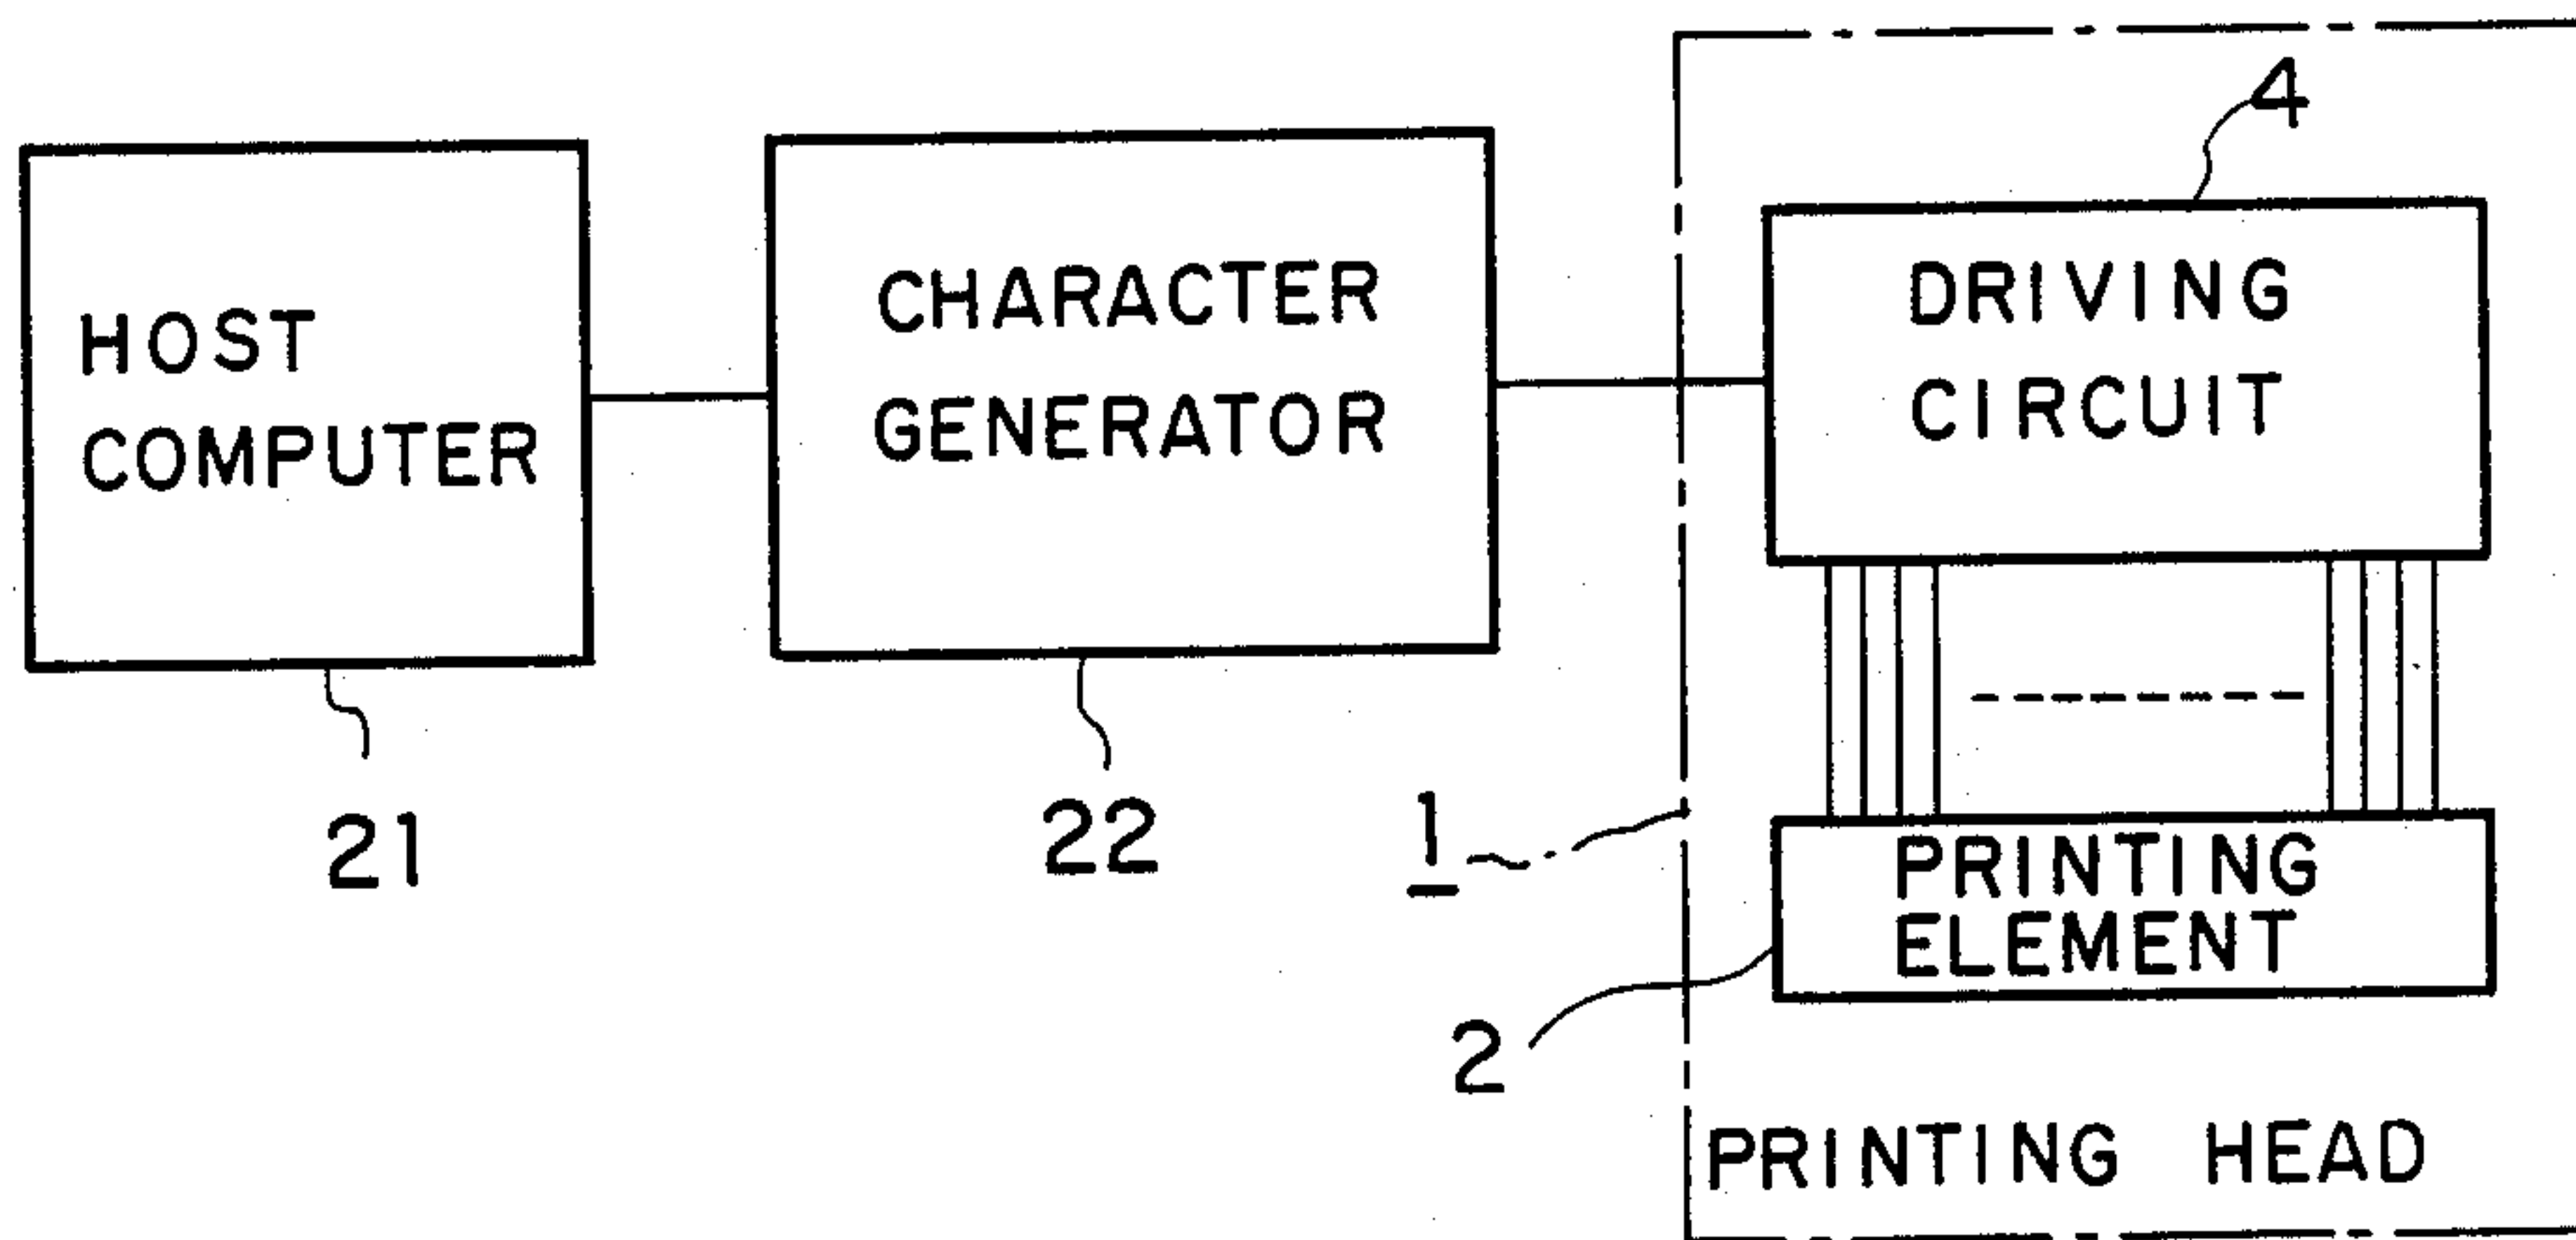 4
HOST
COMPUTER
CHARACTER
GENERATOR
DRIVING
CIRCUIT
21
22
1
PRINTING
ELEMENT
2
PRINTING HEAD